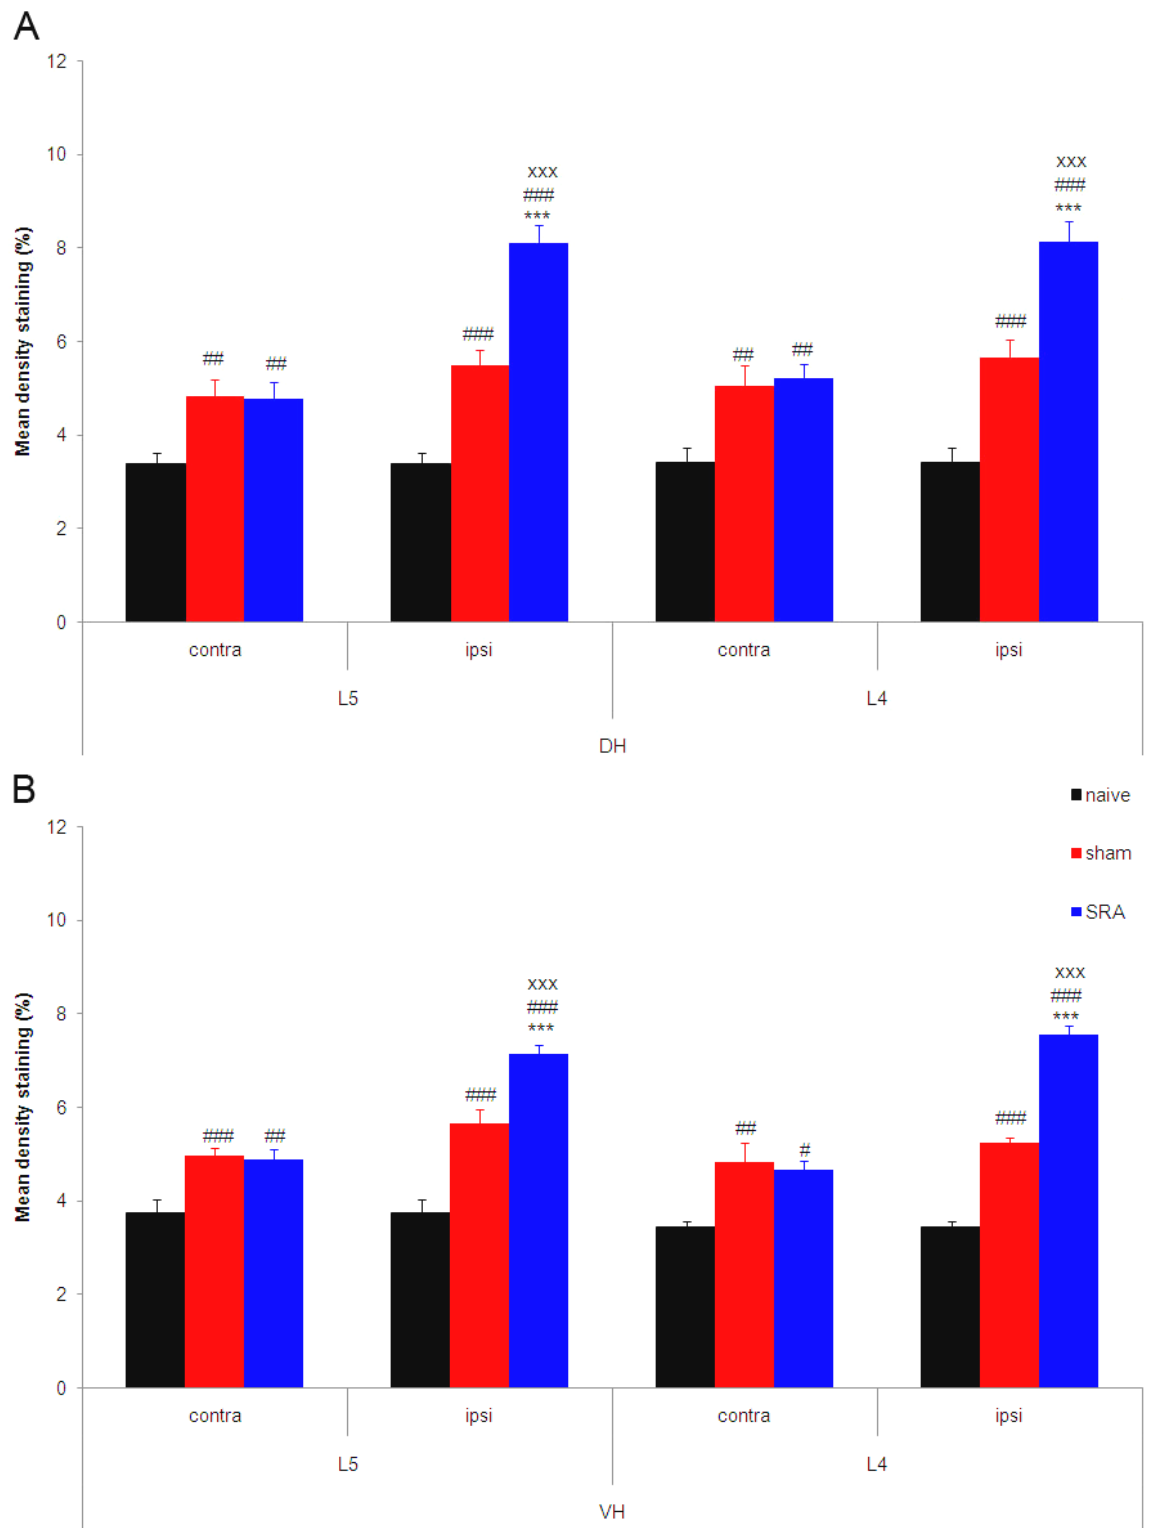 A
12
10
8
6
4
2
0
Mean density staining (%)
xxx
###
***
xxx
###
***
##
##
###
##
##
###
contra
ipsi
contra
ipsi
L5
L4
DH
B
naive
sham
SRA
12
10
8
6
4
2
0
Mean density staining (%)
xxx
###
***
xxx
###
***
###
##
###
##
#
###
contra
ipsi
contra
ipsi
L5
L4
VH